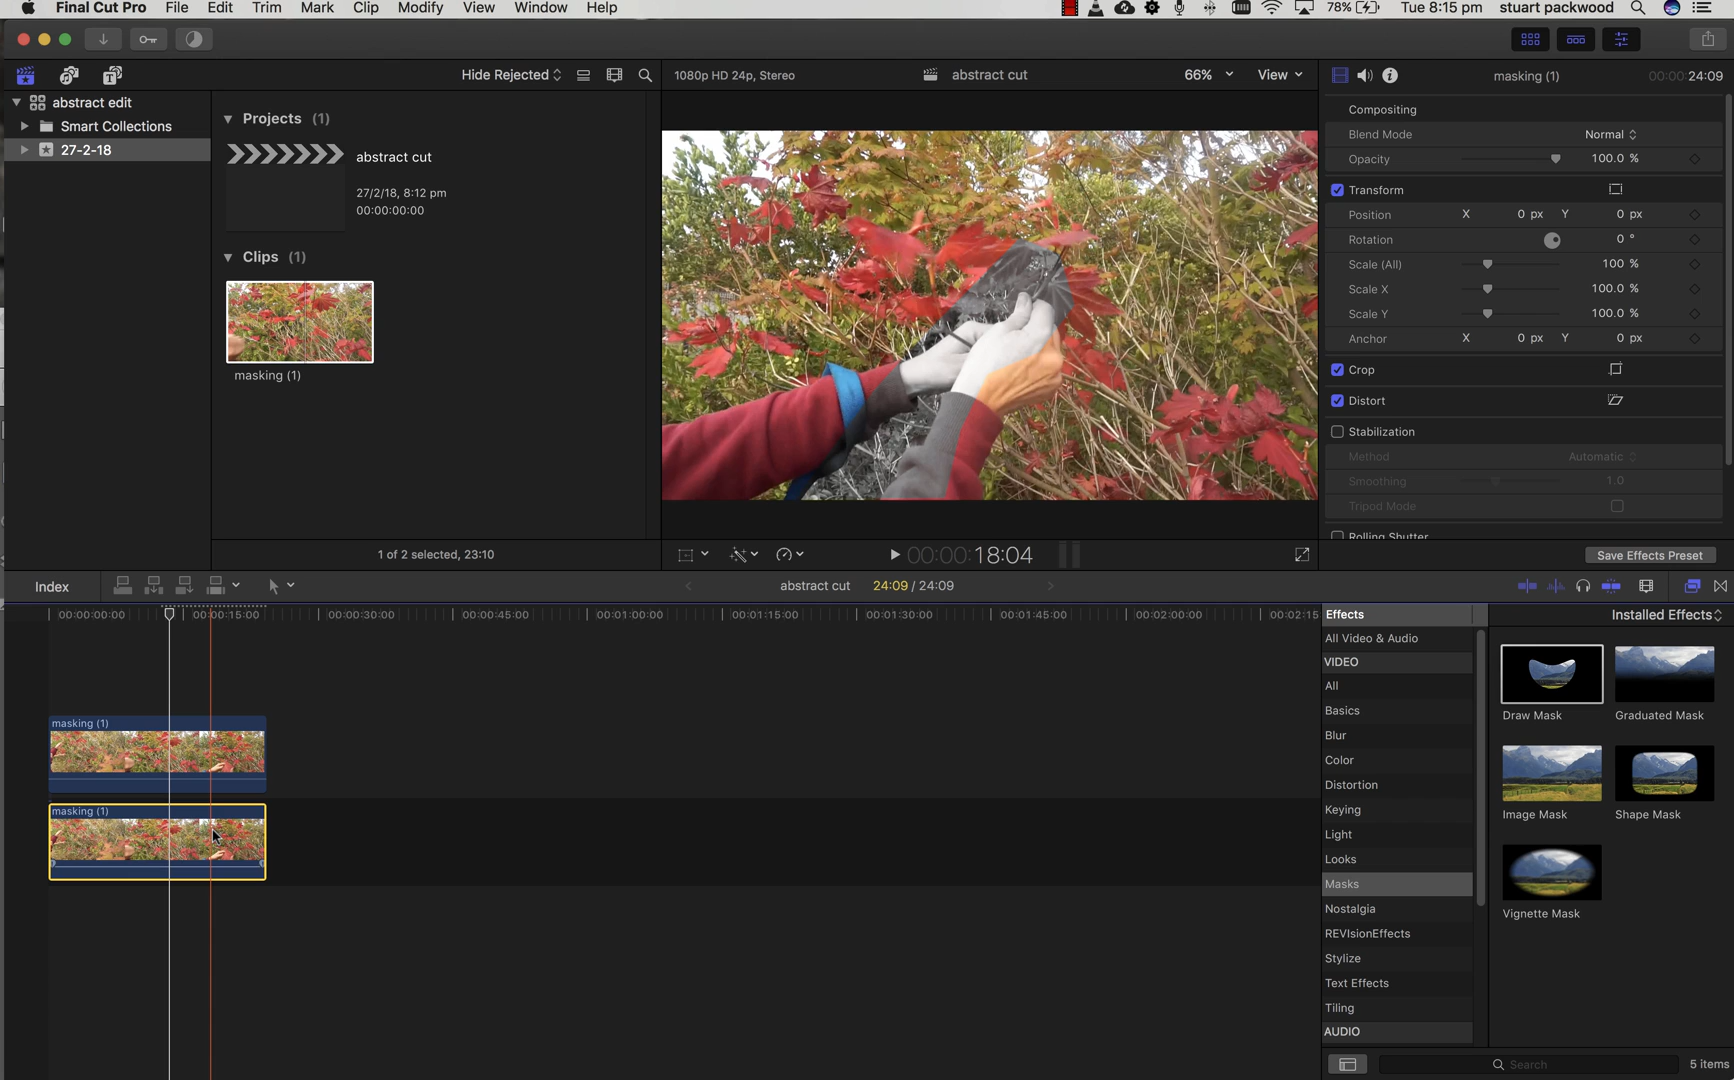 Final Cut Pro File Edit Trim Mark Clip Modify View Window Help 78% Tue 8:15 pm stuart packwood
Hide Rejected 1080p HD 24p, Stereo abstract cut 66% View masking (1) 00:00:24:09
abstract edit
Smart Collections
27-2-18
Projects (1)
abstract cut
27/2/18, 8:12 pm
00:00:00:00
Clips (1)
masking (1)
1 of 2 selected, 23:10
00:00:18:04
Compositing
Blend Mode Normal
Opacity 100.0 %
Transform
Position X 0 px Y 0 px
Rotation 0 °
Scale (All) 100 %
Scale X 100.0 %
Scale Y 100.0 %
Anchor X 0 px Y 0 px
Crop
Distort
Stabilization
Method Automatic
Smoothing 1.0
Tripod Mode
Rolling Shutter
Save Effects Preset
Index abstract cut 24:09 / 24:09
00:00:00:00 00:00:15:00 00:00:30:00 00:00:45:00 00:01:00:00 00:01:15:00 00:01:30:00 00:01:45:00 00:02:00:00 00:02:15
masking (1)
masking (1)
Effects Installed Effects
All Video & Audio
VIDEO
All
Basics
Blur
Color
Distortion
Keying
Light
Looks
Masks
Nostalgia
REVIsionEffects
Stylize
Text Effects
Tiling
AUDIO
Draw Mask Graduated Mask
Image Mask Shape Mask
Vignette Mask
Search 5 items